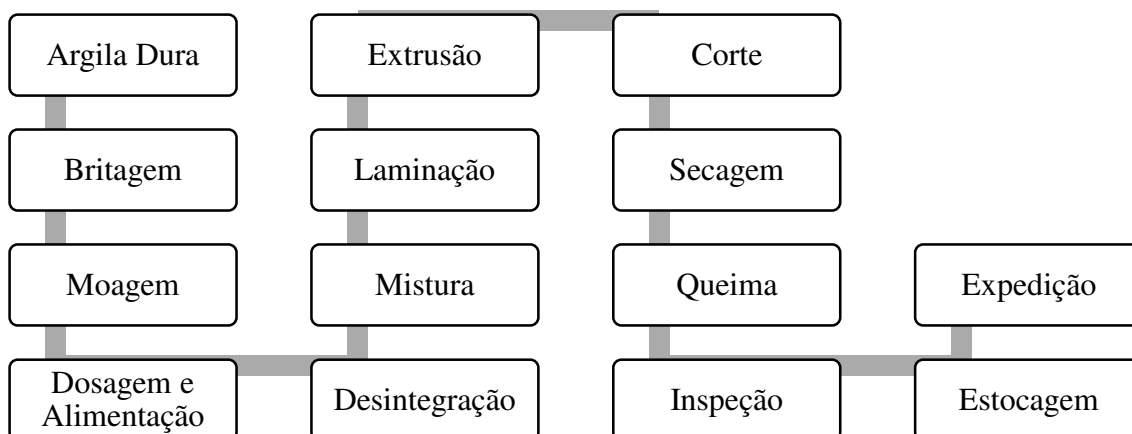 Argila Dura
Britagem
Moagem
Dosagem e
Alimentação
Desintegração
Mistura
Laminação
Extrusão
Corte
Secagem
Queima
Inspeção
Estocagem
Expedição